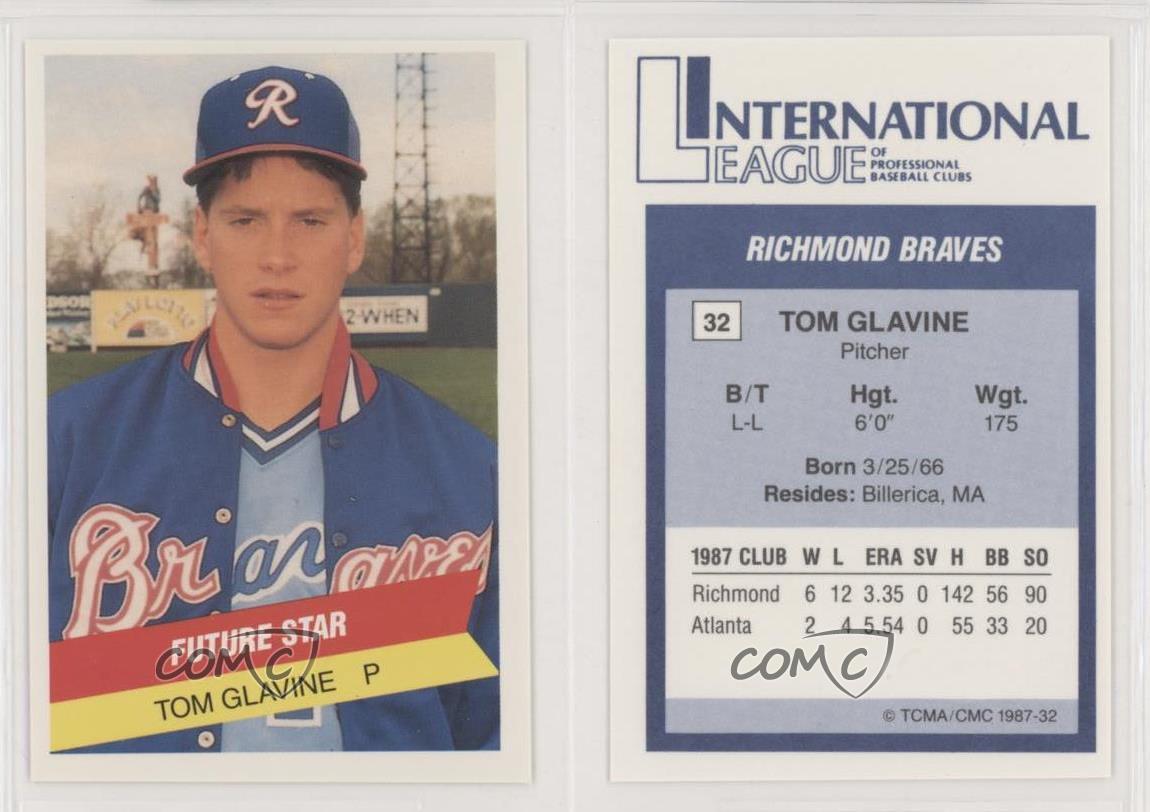 R
2-WHEN
Braves
Braves
FUTURE STAR
TOM GLAVINE P
COMC
INTERNATIONAL
LEAGUE OF
PROFESSIONAL
BASEBALL CLUBS
RICHMOND BRAVES
32 TOM GLAVINE
Pitcher
B/T Hgt. Wgt.
L-L 6'0" 175
Born 3/25/66
Resides: Billerica, MA
1987 CLUB W L ERA SV H BB SO
Richmond 6 12 3.35 0 142 56 90
Atlanta 2 4 5.54 0 55 33 20
COMC
© TCMA/CMC 1987-32